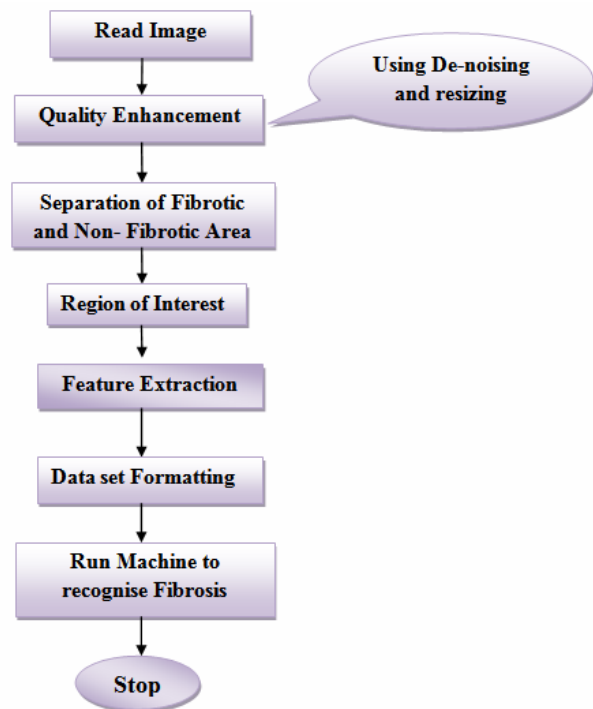 Read Image
Using De-noising
and resizing
Quality Enhancement
Separation of Fibrotic
and Non- Fibrotic Area
Region of Interest
Feature Extraction
Data set Formatting
Run Machine to
recognise Fibrosis
Stop